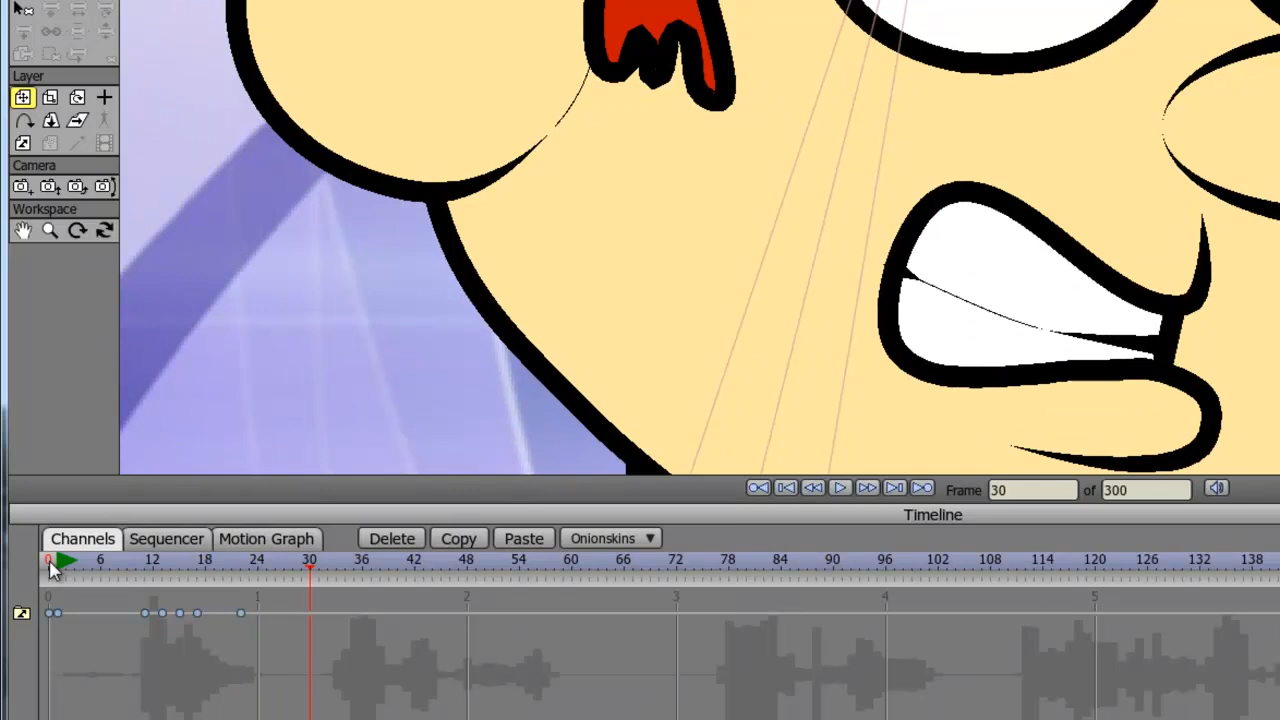 Layer
Camera
Workspace
Frame 30 of 300
Timeline
Channels Sequencer Motion Graph Delete Copy Paste Onionskins ▼
0 6 12 18 24 30 36 42 48 54 60 66 72 78 84 90 96 102 108 114 120 126 132 138
0 1 2 3 4 5